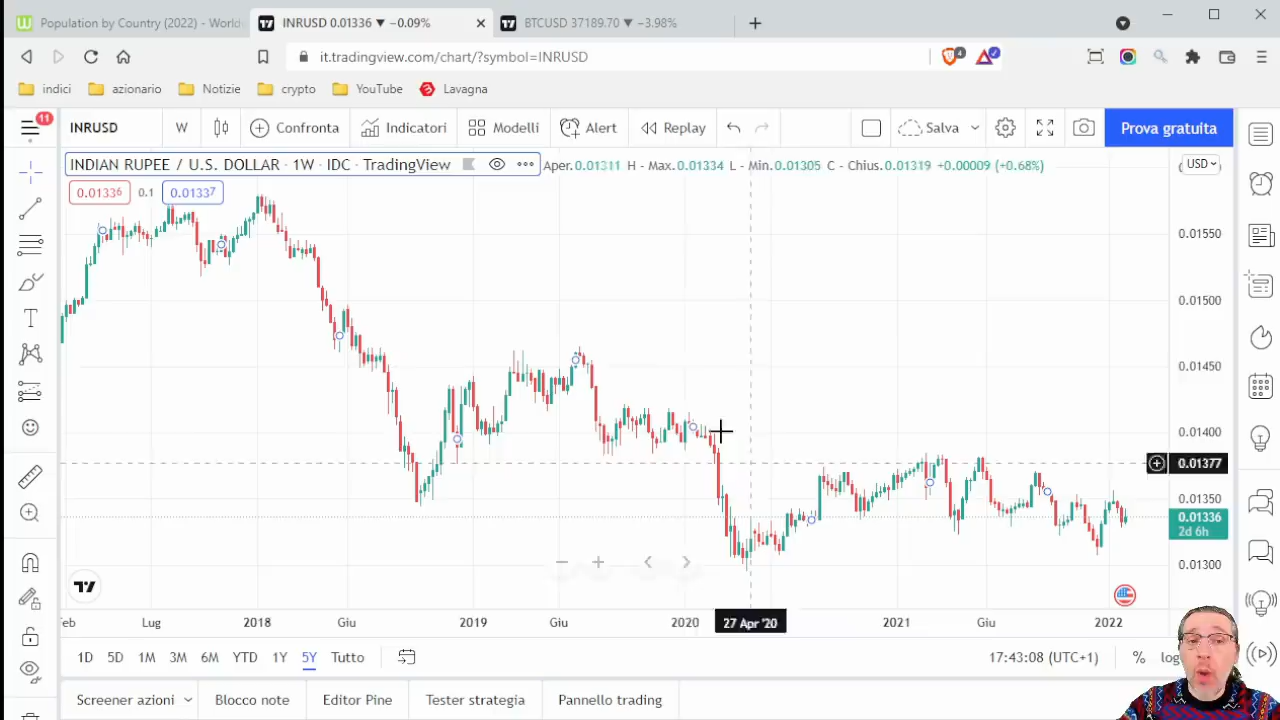 Population by Country (2022) - World
INRUSD 0.01336 ▼ −0.09%
BTCUSD 37189.70 ▼ −3.98%
it.tradingview.com/chart/?symbol=INRUSD
4
indici
azionario
Notizie
crypto
YouTube
Lavagna
11
INRUSD
W
Confronta
Indicatori
Modelli
Alert
Replay
Salva
Prova gratuita
INDIAN RUPEE / U.S. DOLLAR · 1W · IDC · TradingView
Aper.0.01311 H - Max.0.01334 L - Min.0.01305 C - Chius.0.01319 +0.00009 (+0.68%)
USD
0.01336
0.1
0.01337
0.01550
0.01500
0.01450
0.01400
0.01377
0.01350
0.01336
2d 6h
0.01300
Lug
2018
Giu
2019
Giu
2020
27 Apr '20
2021
Giu
2022
1D 5D 1M 3M 6M YTD 1Y 5Y Tutto
17:43:08 (UTC+1)
%
log
Screener azioni
Blocco note
Editor Pine
Tester strategia
Pannello trading